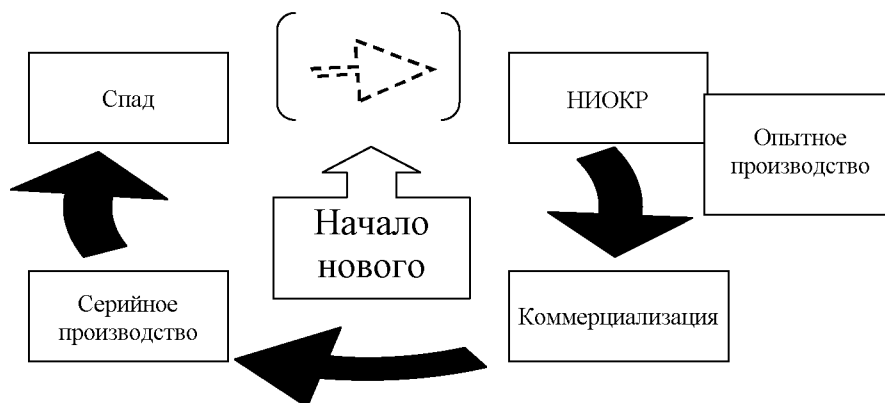 Спад
НИОКР
Опытное
производство
Начало
нового
Серийное
производство
Коммерциализация